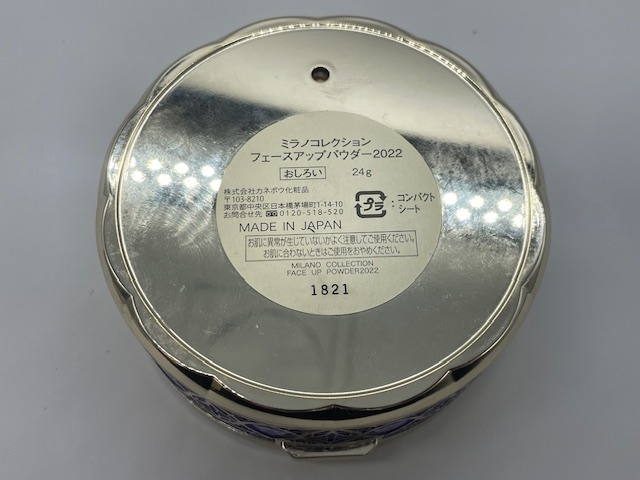 ミラノコレクション
フェースアップパウダー2022
おしろい 24g
株式会社カネボウ化粧品
〒103-8210
東京都中央区日本橋茅場町1-14-10
お問合せ先 0120-518-520
プラ : コンパクト
シート
MADE IN JAPAN
お肌に異常が生じていないかよく注意してご使用ください。
お肌に合わないときはご使用をおやめください。
MILANO COLLECTION
FACE UP POWDER2022
1821